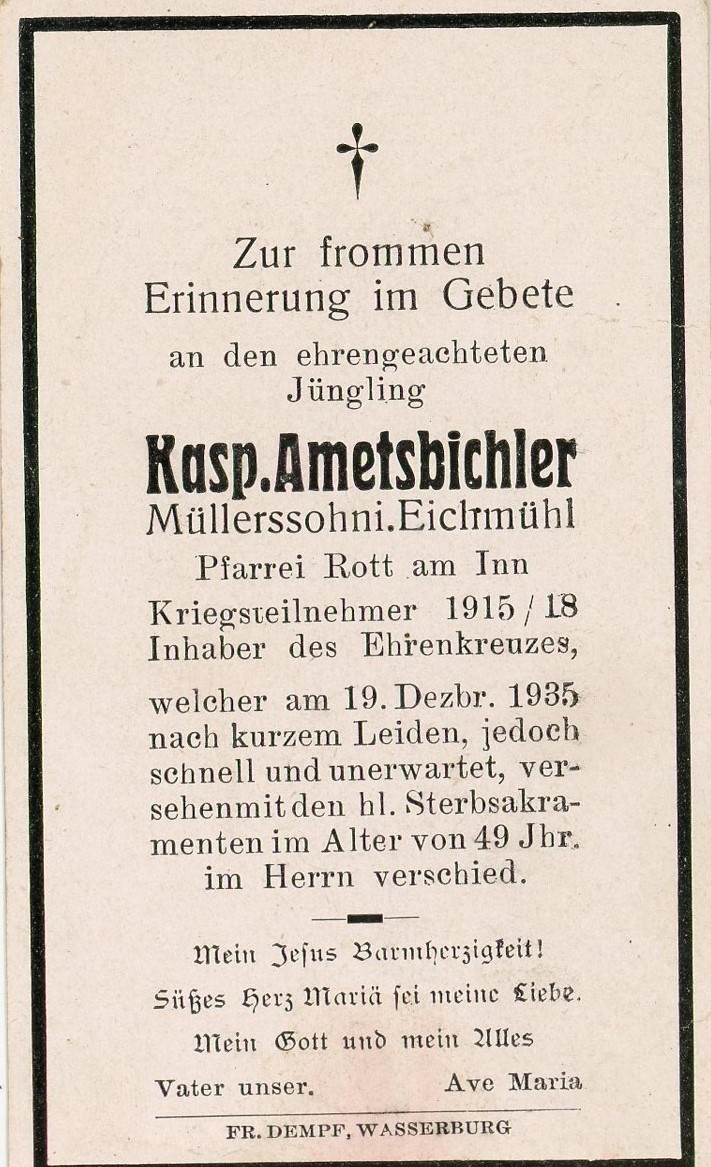 Zur frommen
Erinnerung im Gebete
an den ehrengeachteten
Jüngling
Kasp. Ametsbichler
Müllerssohn i. Eichmühl
Pfarrei Rott am Inn
Kriegsteilnehmer 1915/18
Inhaber des Ehrenkreuzes,
welcher am 19. Dezbr. 1935
nach kurzem Leiden, jedoch
schnell und unerwartet, ver-
sehen mit den hl. Sterbsakra-
menten im Alter von 49 Jhr.
im Herrn verschied.
Mein Jesus Barmherzigkeit!
Süßes Herz Mariä sei meine Liebe.
Mein Gott und mein Alles
Vater unser. Ave Maria
FR. DEMPF, WASSERBURG